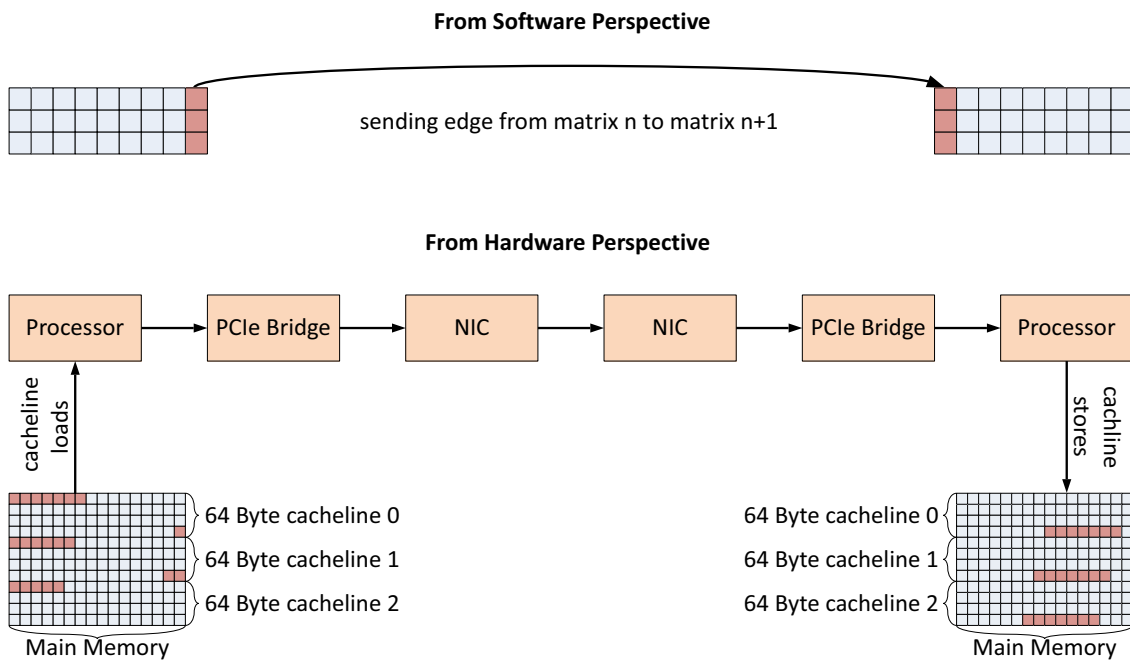 From Software Perspective
sending edge from matrix n to matrix n+1
From Hardware Perspective
Processor
PCIe Bridge
NIC
NIC
PCIe Bridge
Processor
cacheline
loads
cachline
stores
64 Byte cacheline 0
64 Byte cacheline 1
64 Byte cacheline 2
Main Memory
64 Byte cacheline 0
64 Byte cacheline 1
64 Byte cacheline 2
Main Memory